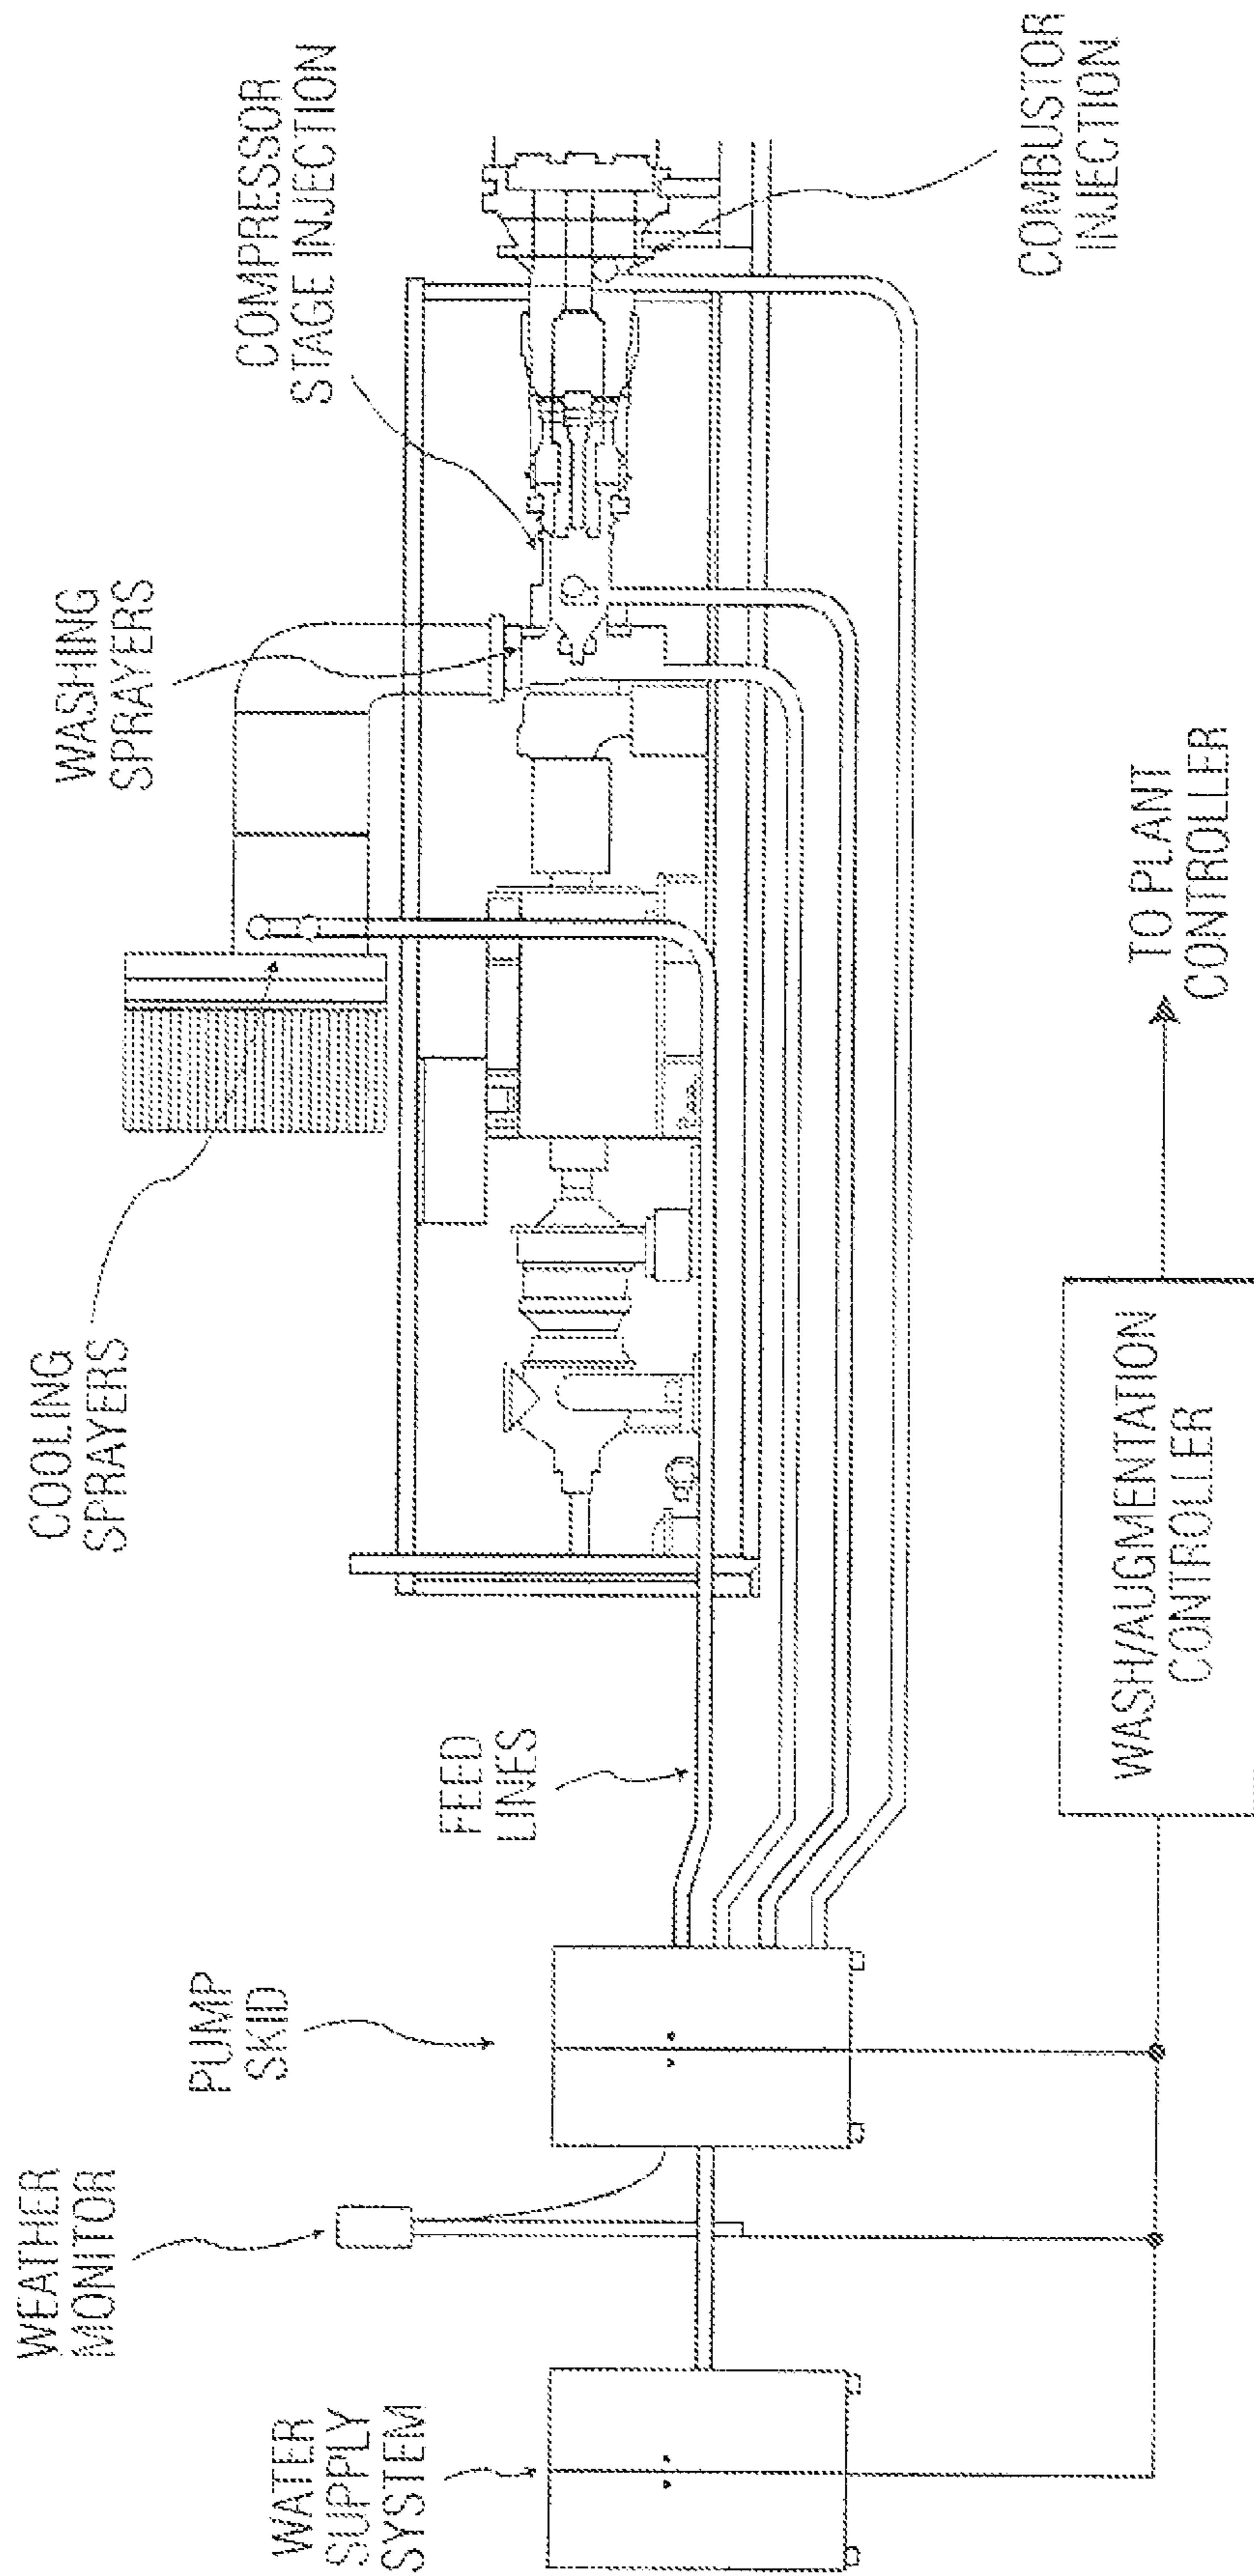 WATER
SUPPLY
SYSTEM
WEATHER
MONITOR
PUMP
SKID
FEED
LINES
COOLING
SPRAYERS
WASHING
SPRAYERS
COMPRESSOR
STAGE INJECTION
COMBUSTOR
INJECTION
WASH/AUGMENTATION
CONTROLLER
TO PLANT
CONTROLLER